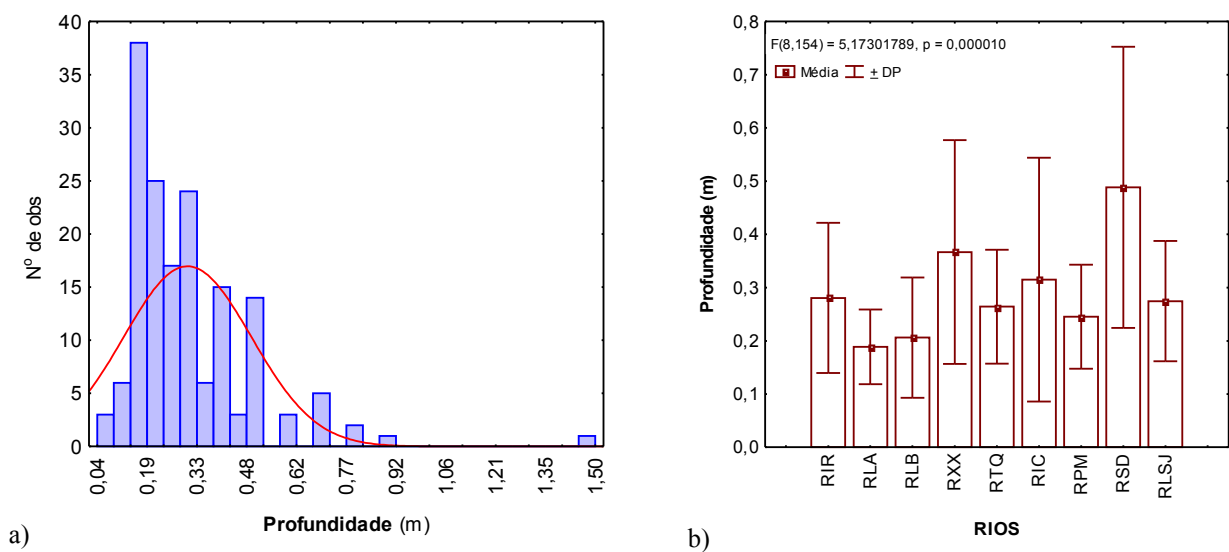 40
35
30
25
20
15
10
5
0
Nº de obs
0,04
0,19
0,33
0,48
0,62
0,77
0,92
1,06
1,21
1,35
1,50
Profundidade (m)
a)
0,8
0,7
0,6
0,5
0,4
0,3
0,2
0,1
0,0
Profundidade (m)
F(8,154) = 5,17301789, p = 0,000010
Média ± DP
RIR
RLA
RLB
RXX
RTQ
RIC
RPM
RSD
RLSJ
RIOS
b)